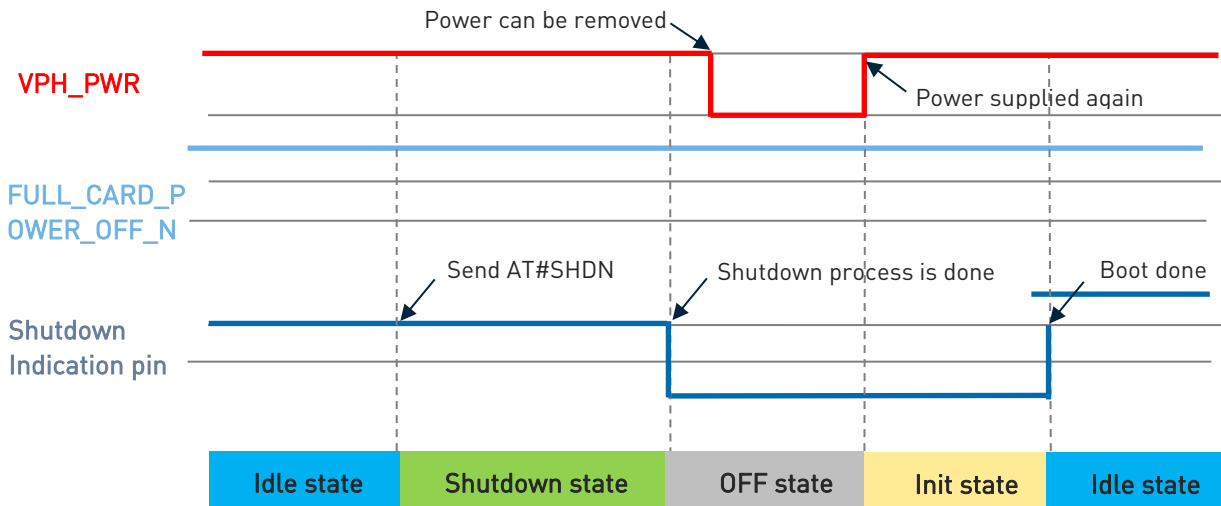 Power can be removed
VPH_PWR
Power supplied again
FULL_CARD_P
OWER_OFF_N
Send AT#SHDN
Shutdown process is done
Boot done
Shutdown
Indication pin
Idle state
Shutdown state
OFF state
Init state
Idle state